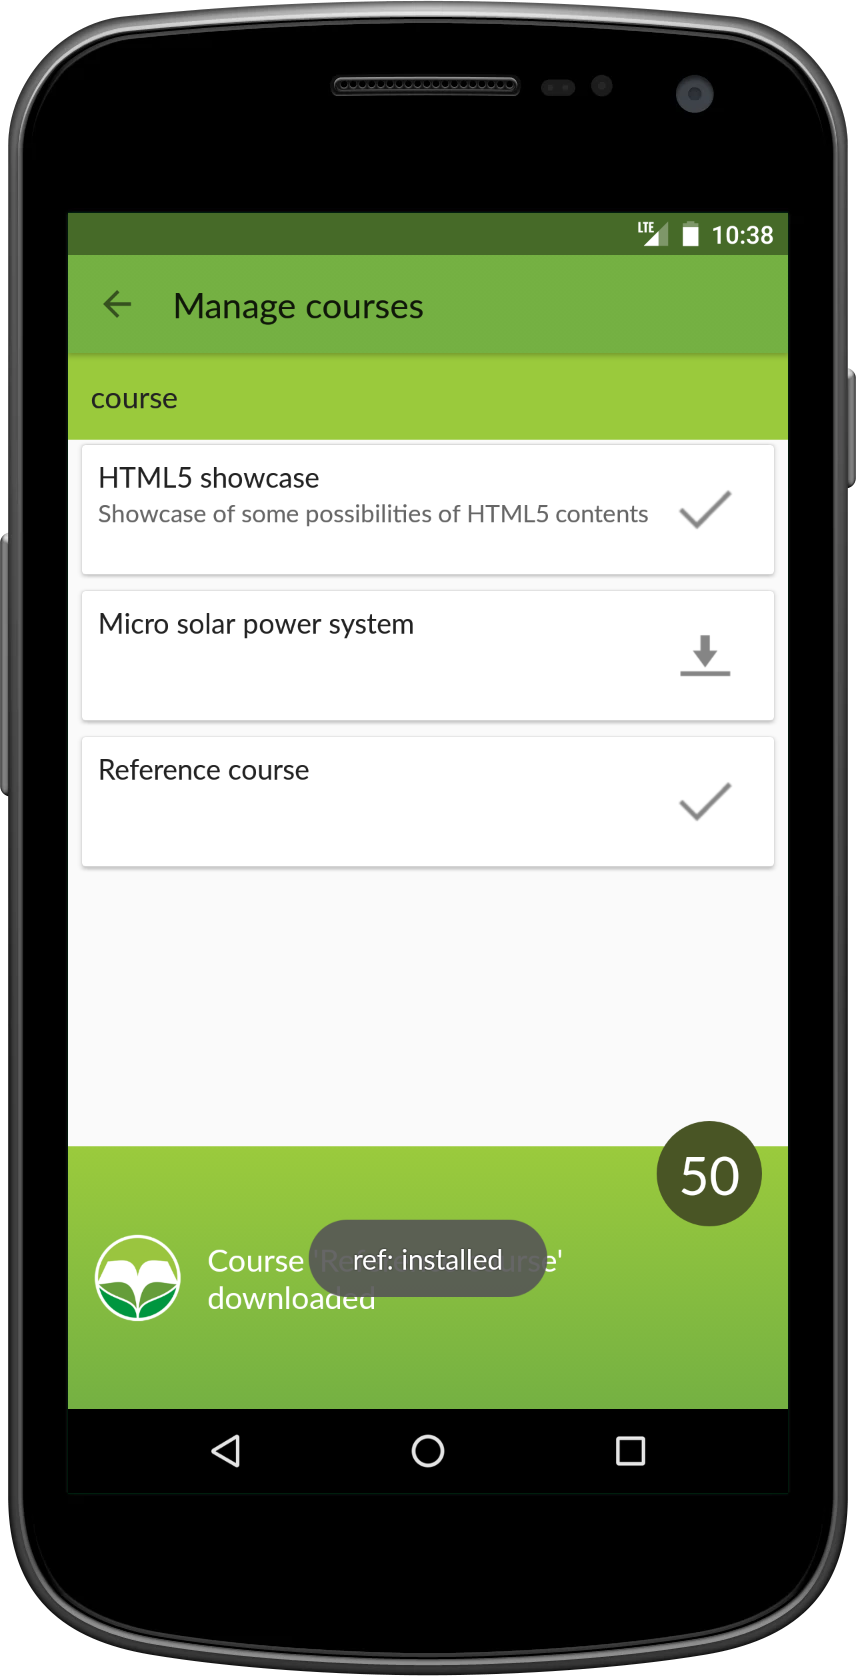 LTE 10:38
Manage courses
course
HTML5 showcase
Showcase of some possibilities of HTML5 contents
Micro solar power system
Reference course
50
Course
ref: installed
downloaded